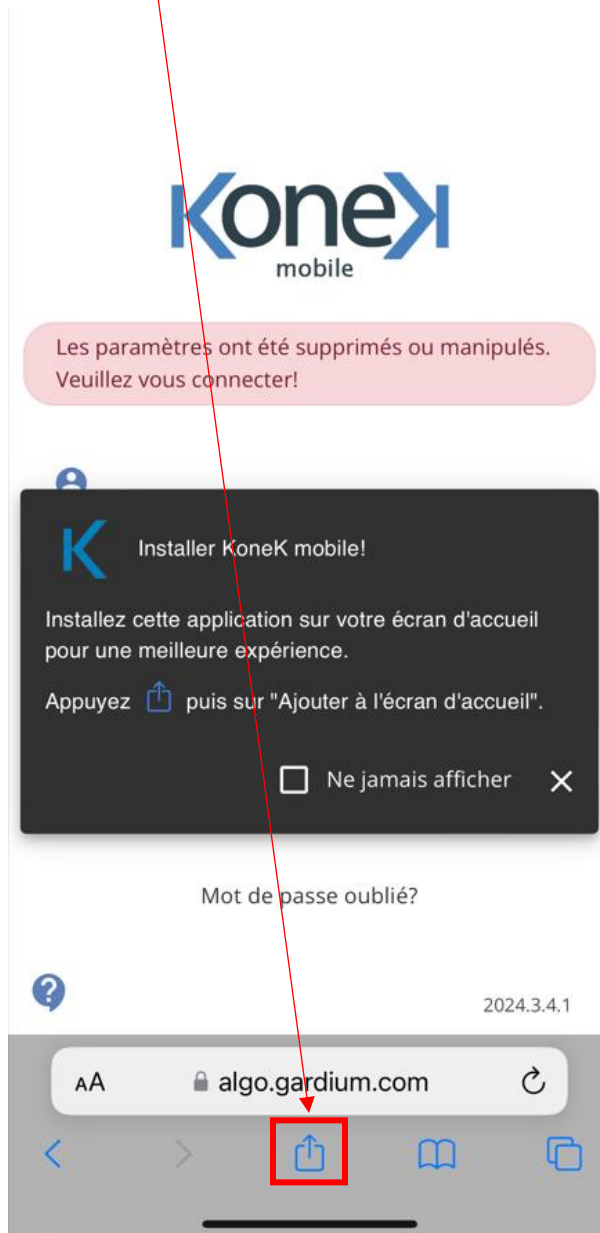 KoneK
mobile
Les paramètres ont été supprimés ou manipulés.
Veuillez vous connecter!
K Installer KoneK mobile!
Installez cette application sur votre écran d'accueil
pour une meilleure expérience.
Appuyez puis sur "Ajouter à l'écran d'accueil".
Ne jamais afficher
Mot de passe oublié?
2024.3.4.1
AA algo.gardium.com